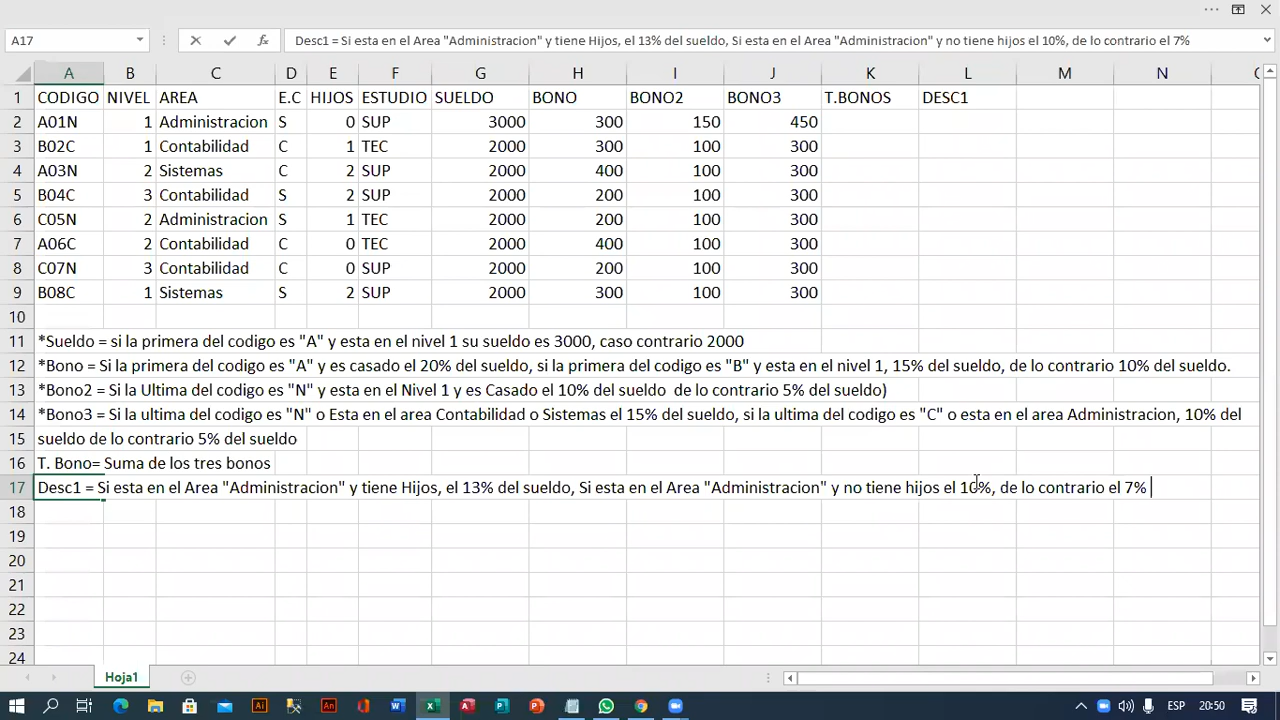 A17 Desc1 = Si esta en el Area "Administracion" y tiene Hijos, el 13% del sueldo, Si esta en el Area "Administracion" y no tiene hijos el 10%, de lo contrario el 7%
A B C D E F G H I J K L M N
1 CODIGO NIVEL AREA E.C HIJOS ESTUDIO SUELDO BONO BONO2 BONO3 T.BONOS DESC1
2 A01N 1 Administracion S 0 SUP 3000 300 150 450
3 B02C 1 Contabilidad C 1 TEC 2000 300 100 300
4 A03N 2 Sistemas C 2 SUP 2000 400 100 300
5 B04C 3 Contabilidad S 2 SUP 2000 200 100 300
6 C05N 2 Administracion S 1 TEC 2000 200 100 300
7 A06C 2 Contabilidad C 0 TEC 2000 400 100 300
8 C07N 3 Contabilidad C 0 SUP 2000 200 100 300
9 B08C 1 Sistemas S 2 SUP 2000 300 100 300
10
11 *Sueldo = si la primera del codigo es "A" y esta en el nivel 1 su sueldo es 3000, caso contrario 2000
12 *Bono = Si la primera del codigo es "A" y es casado el 20% del sueldo, si la primera del codigo es "B" y esta en el nivel 1, 15% del sueldo, de lo contrario 10% del sueldo.
13 *Bono2 = Si la Ultima del codigo es "N" y esta en el Nivel 1 y es Casado el 10% del sueldo de lo contrario 5% del sueldo)
14 *Bono3 = Si la ultima del codigo es "N" o Esta en el area Contabilidad o Sistemas el 15% del sueldo, si la ultima del codigo es "C" o esta en el area Administracion, 10% del
15 sueldo de lo contrario 5% del sueldo
16 T. Bono= Suma de los tres bonos
17 Desc1 = Si esta en el Area "Administracion" y tiene Hijos, el 13% del sueldo, Si esta en el Area "Administracion" y no tiene hijos el 10%, de lo contrario el 7%
18
19
20
21
22
23
24
Hoja1
ESP 20:50